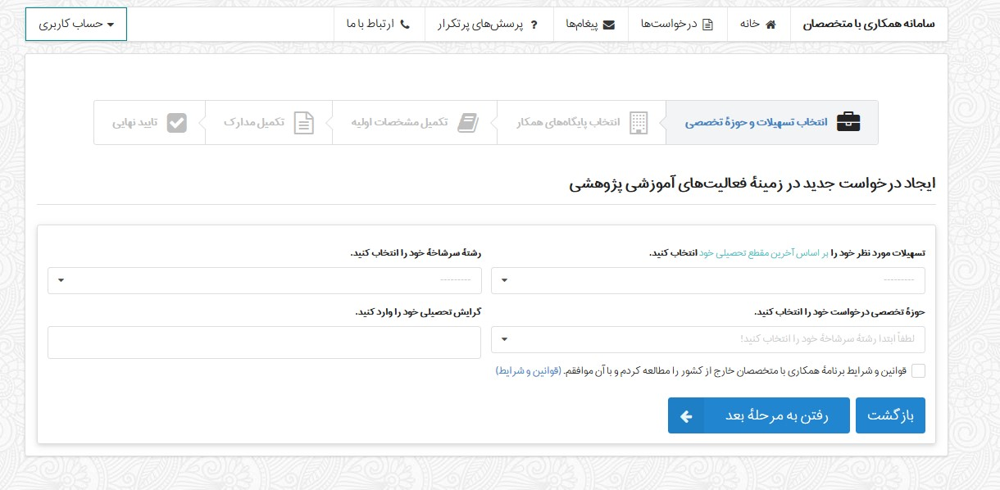 سامانه همکاری با متخصصان
خانه
درخواست‌ها
پیغام‌ها
پرسش‌های پرتکرار
ارتباط با ما
حساب کاربری
انتخاب تسهیلات و حوزهٔ تخصصی
انتخاب پایگاه‌های همکار
تکمیل مشخصات اولیه
تکمیل مدارک
تایید نهایی
ایجاد درخواست جدید در زمینهٔ فعالیت‌های آموزشی پژوهشی
تسهیلات مورد نظر خود را بر اساس آخرین مقطع تحصیلی خود انتخاب کنید.
---------
رشتهٔ سرشاخهٔ خود را انتخاب کنید.
---------
حوزهٔ تخصصی درخواست خود را انتخاب کنید.
لطفاً ابتدا رشتهٔ سرشاخهٔ خود را انتخاب کنید!
گرایش تحصیلی خود را وارد کنید.
قوانین و شرایط برنامهٔ همکاری با متخصصان خارج از کشور را مطالعه کردم و با آن موافقم. (قوانین و شرایط)
بازگشت
رفتن به مرحلهٔ بعد